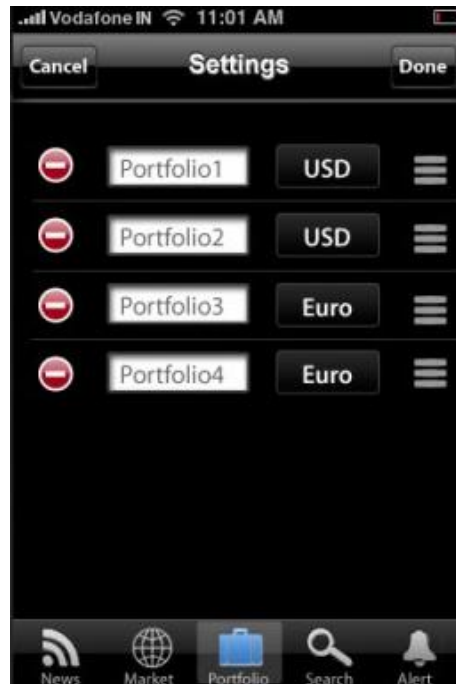 Vodafone IN 11:01 AM
Cancel Settings Done
Portfolio1 USD
Portfolio2 USD
Portfolio3 Euro
Portfolio4 Euro
News Market Portfolio Search Alert